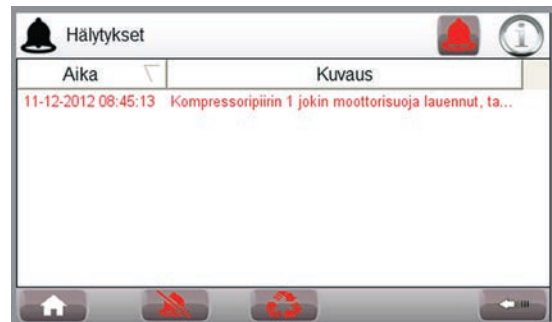 Hälytykset
Aika Kuvaus
11-12-2012 08:45:13 Kompressoripiirin 1 jokin moottorisuoja lauennut, ta...